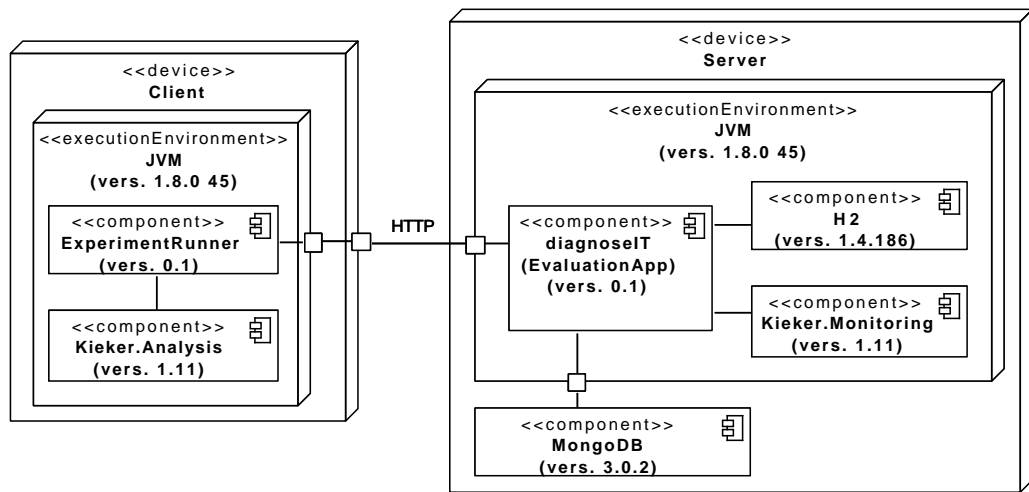 <<device>>
Client
<<executionEnvironment>>
JVM
(vers. 1.8.0 45)
<<component>>
ExperimentRunner
(vers. 0.1)
<<component>>
Kieker.Analysis
(vers. 1.11)
HTTP
<<device>>
Server
<<executionEnvironment>>
JVM
(vers. 1.8.0 45)
<<component>>
diagnoseIT
(EvaluationApp)
(vers. 0.1)
<<component>>
H2
(vers. 1.4.186)
<<component>>
Kieker.Monitoring
(vers. 1.11)
<<component>>
MongoDB
(vers. 3.0.2)